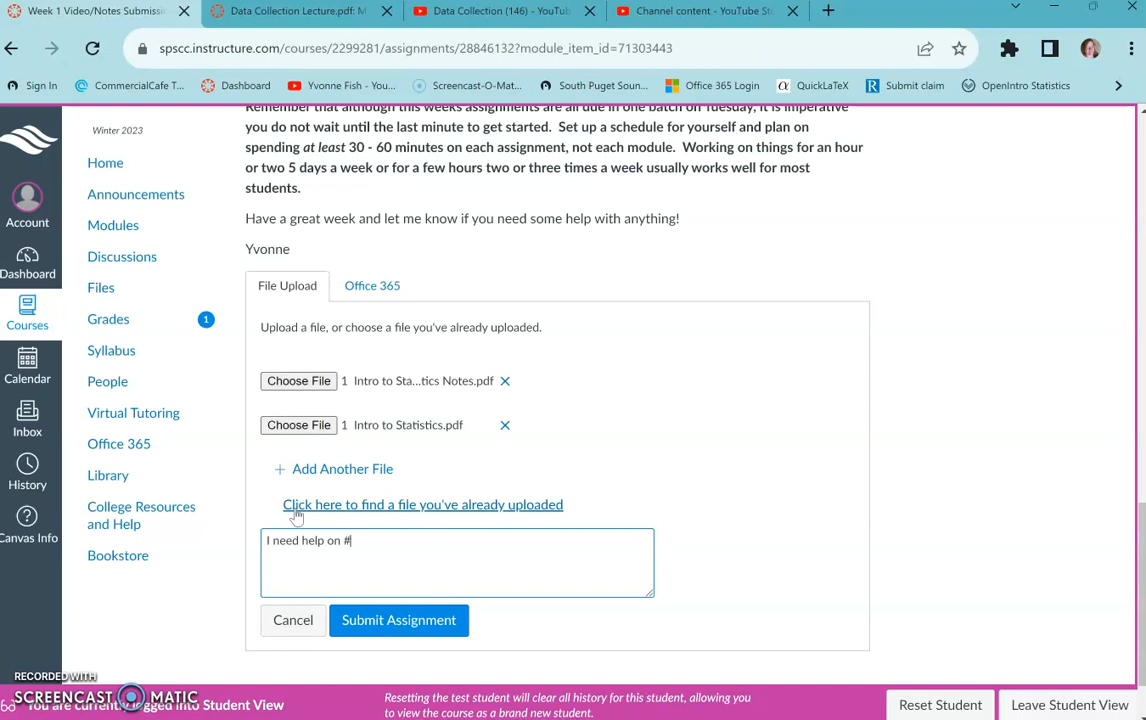 Week 1 Video/Notes Submissi
Data Collection Lecture.pdf: M
Data Collection (146) - YouTub
Channel content - YouTube St
spscc.instructure.com/courses/2299281/assignments/28846132?module_item_id=71303443
Sign In
CommercialCafe T...
Dashboard
Yvonne Fish - You...
Screencast-O-Mat...
South Puget Soun...
Office 365 Login
QuickLaTeX
Submit claim
OpenIntro Statistics
Account
Dashboard
Courses
Calendar
Inbox
History
Canvas Info
Winter 2023
Home
Announcements
Modules
Discussions
Files
Grades 1
Syllabus
People
Virtual Tutoring
Office 365
Library
College Resources
and Help
Bookstore
Remember that although this weeks assignments are all due in one batch on Tuesday, it is imperative
you do not wait until the last minute to get started. Set up a schedule for yourself and plan on
spending at least 30 - 60 minutes on each assignment, not each module. Working on things for an hour
or two 5 days a week or for a few hours two or three times a week usually works well for most
students.
Have a great week and let me know if you need some help with anything!
Yvonne
File Upload
Office 365
Upload a file, or choose a file you've already uploaded.
Choose File 1 Intro to Sta...tics Notes.pdf
Choose File 1 Intro to Statistics.pdf
+ Add Another File
Click here to find a file you've already uploaded
I need help on #
Cancel
Submit Assignment
RECORDED WITH
SCREENCAST MATIC
You are currently logged into Student View
Resetting the test student will clear all history for this student, allowing you
to view the course as a brand new student.
Reset Student
Leave Student View